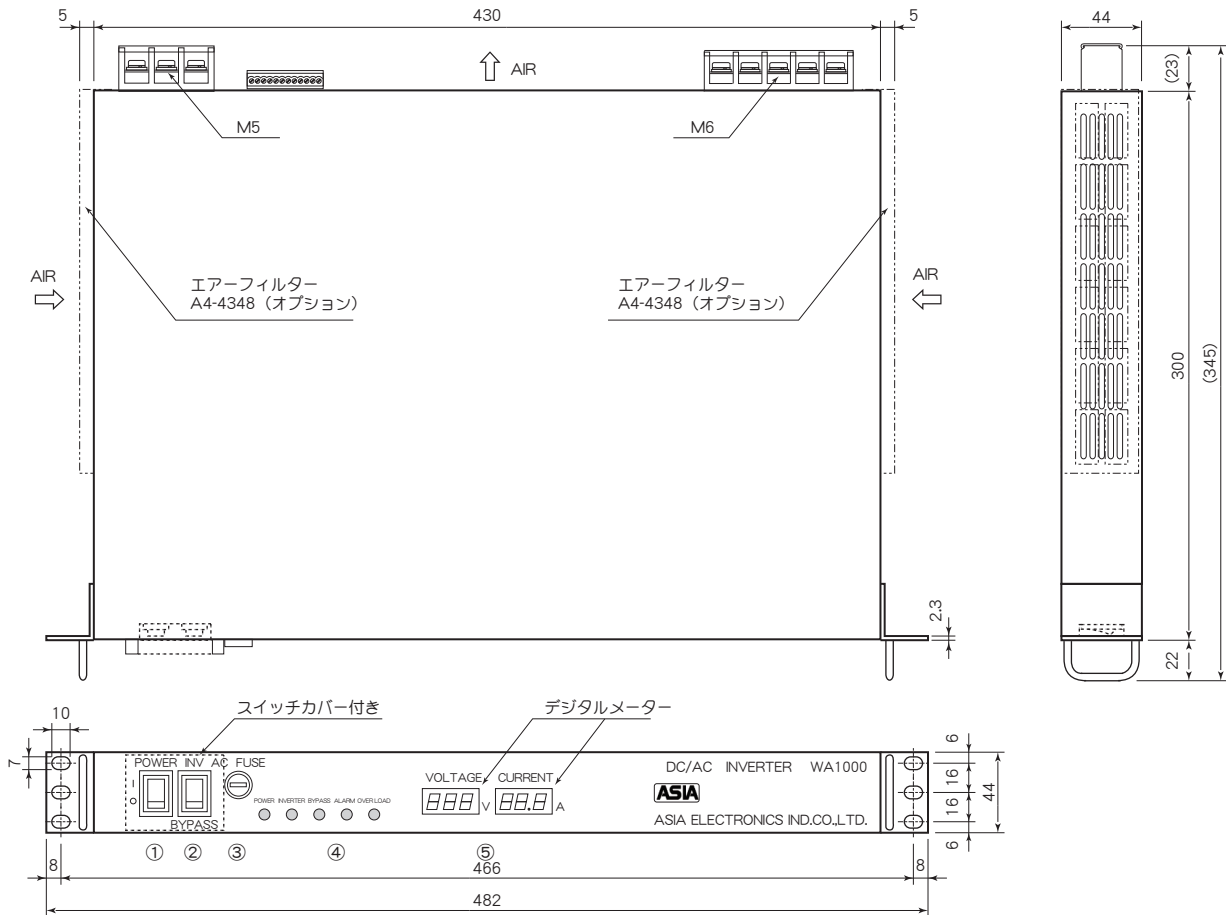 5
430
5
44
AIR
(23)
M5
M6
AIR
エアーフィルター
A4-4348（オプション）
エアーフィルター
A4-4348（オプション）
AIR
300
(345)
2.3
22
10
スイッチカバー付き
デジタルメーター
7
POWER INV AC FUSE
I
O
BYPASS
POWER INVERTER BYPASS ALARM OVERLOAD
VOLTAGE CURRENT
888 V 88.8 A
DC/AC INVERTER WA1000
ASIA
ASIA ELECTRONICS IND.CO.,LTD.
6
16
16
6
44
① ② ③ ④ ⑤
8
466
8
482